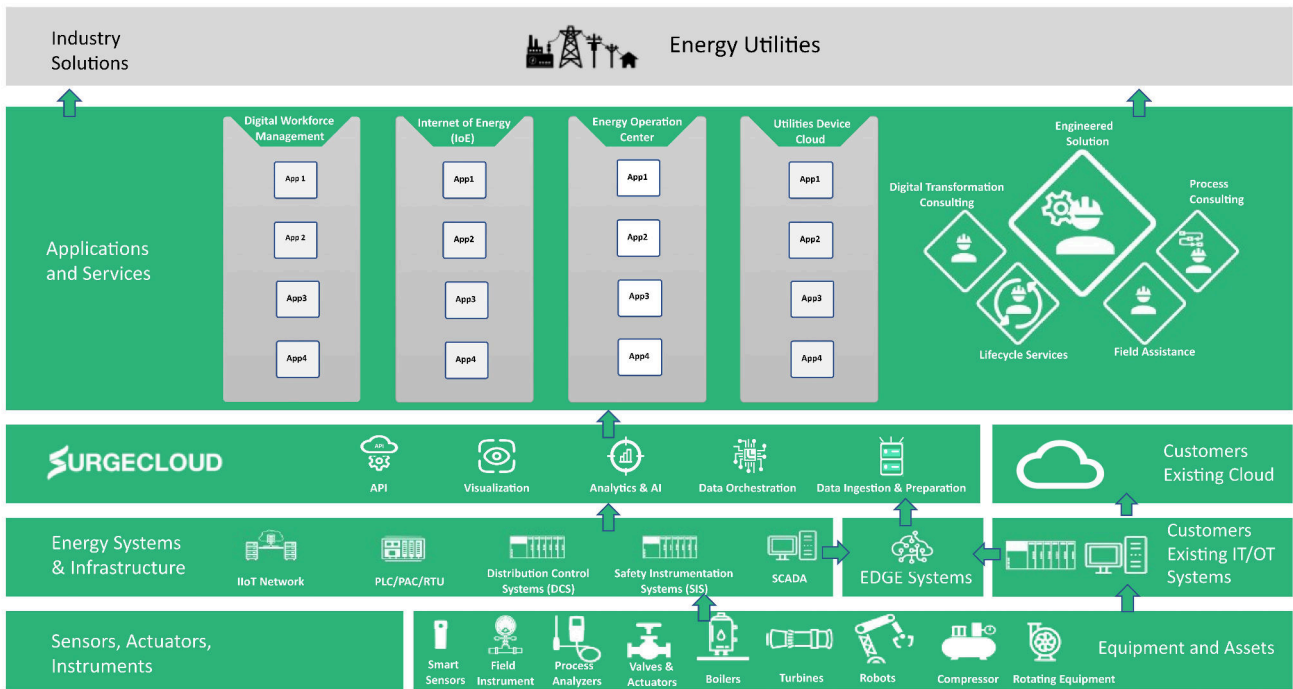 Industry
Solutions
Energy Utilities
Applications
and Services
Digital Workforce
Management
App 1
App 2
App3
App4
Internet of Energy
(IoE)
App1
App2
App3
App4
Energy Operation
Center
App1
App2
App3
App4
Utilities Device
Cloud
App1
App2
App3
App4
Engineered
Solution
Digital Transformation
Consulting
Process
Consulting
Lifecycle Services
Field Assistance
SURGECLOUD
API
API
Visualization
Analytics & AI
Data Orchestration
Data Ingestion & Preparation
Customers
Existing Cloud
Energy Systems
& Infrastructure
IIoT Network
PLC/PAC/RTU
Distribution Control
Systems (DCS)
Safety Instrumentation
Systems (SIS)
SCADA
EDGE Systems
Customers
Existing IT/OT
Systems
Sensors, Actuators,
Instruments
Smart
Sensors
Field
Instrument
Process
Analyzers
Valves &
Actuators
Boilers
Turbines
Robots
Compressor
Rotating Equipment
Equipment and Assets